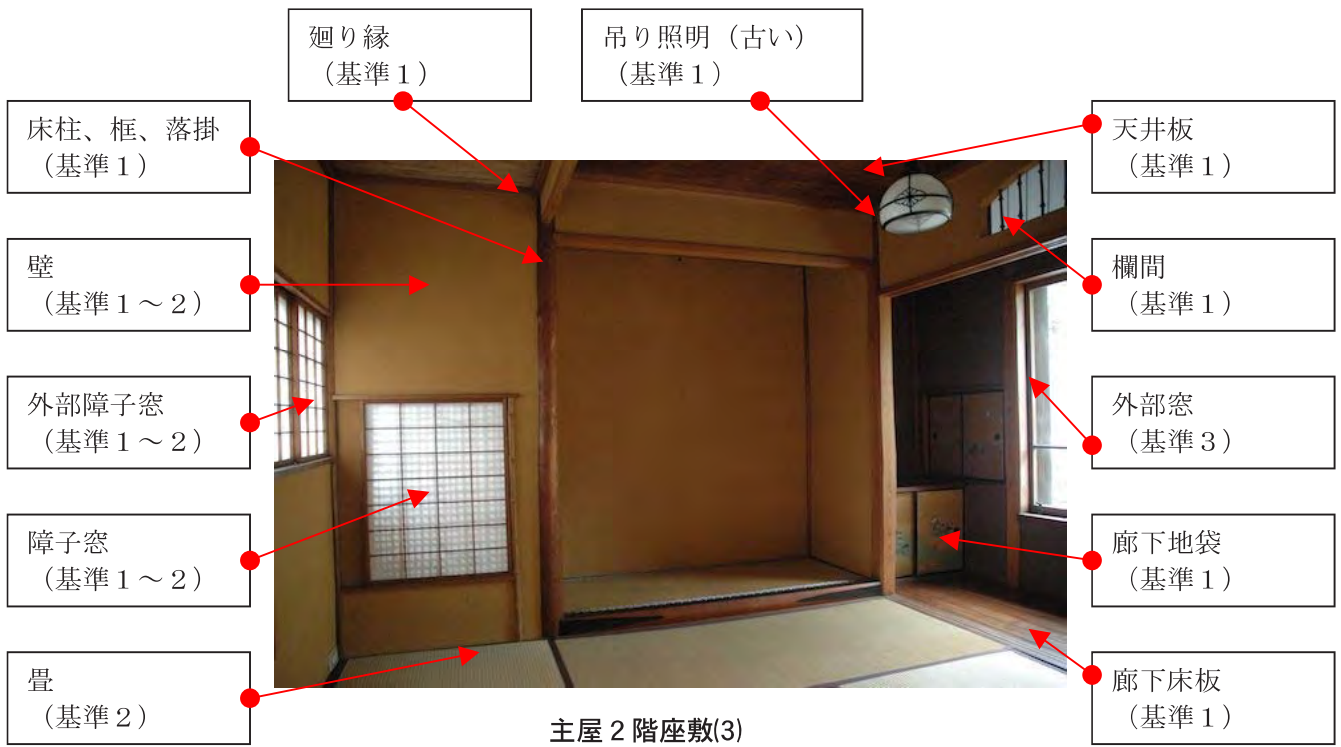 廻り縁
（基準１）
吊り照明（古い）
（基準１）
床柱、框、落掛
（基準１）
天井板
（基準１）
壁
（基準１～２）
欄間
（基準１）
外部障子窓
（基準１～２）
外部窓
（基準３）
障子窓
（基準１～２）
廊下地袋
（基準１）
畳
（基準２）
廊下床板
（基準１）
主屋２階座敷(3)